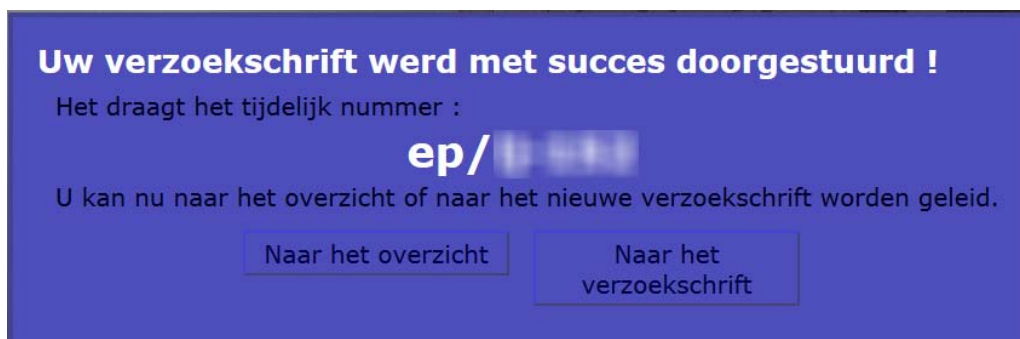 Uw verzoekschrift werd met succes doorgestuurd !
Het draagt het tijdelijk nummer :
ep/
U kan nu naar het overzicht of naar het nieuwe verzoekschrift worden geleid.
Naar het overzicht
Naar het
verzoekschrift